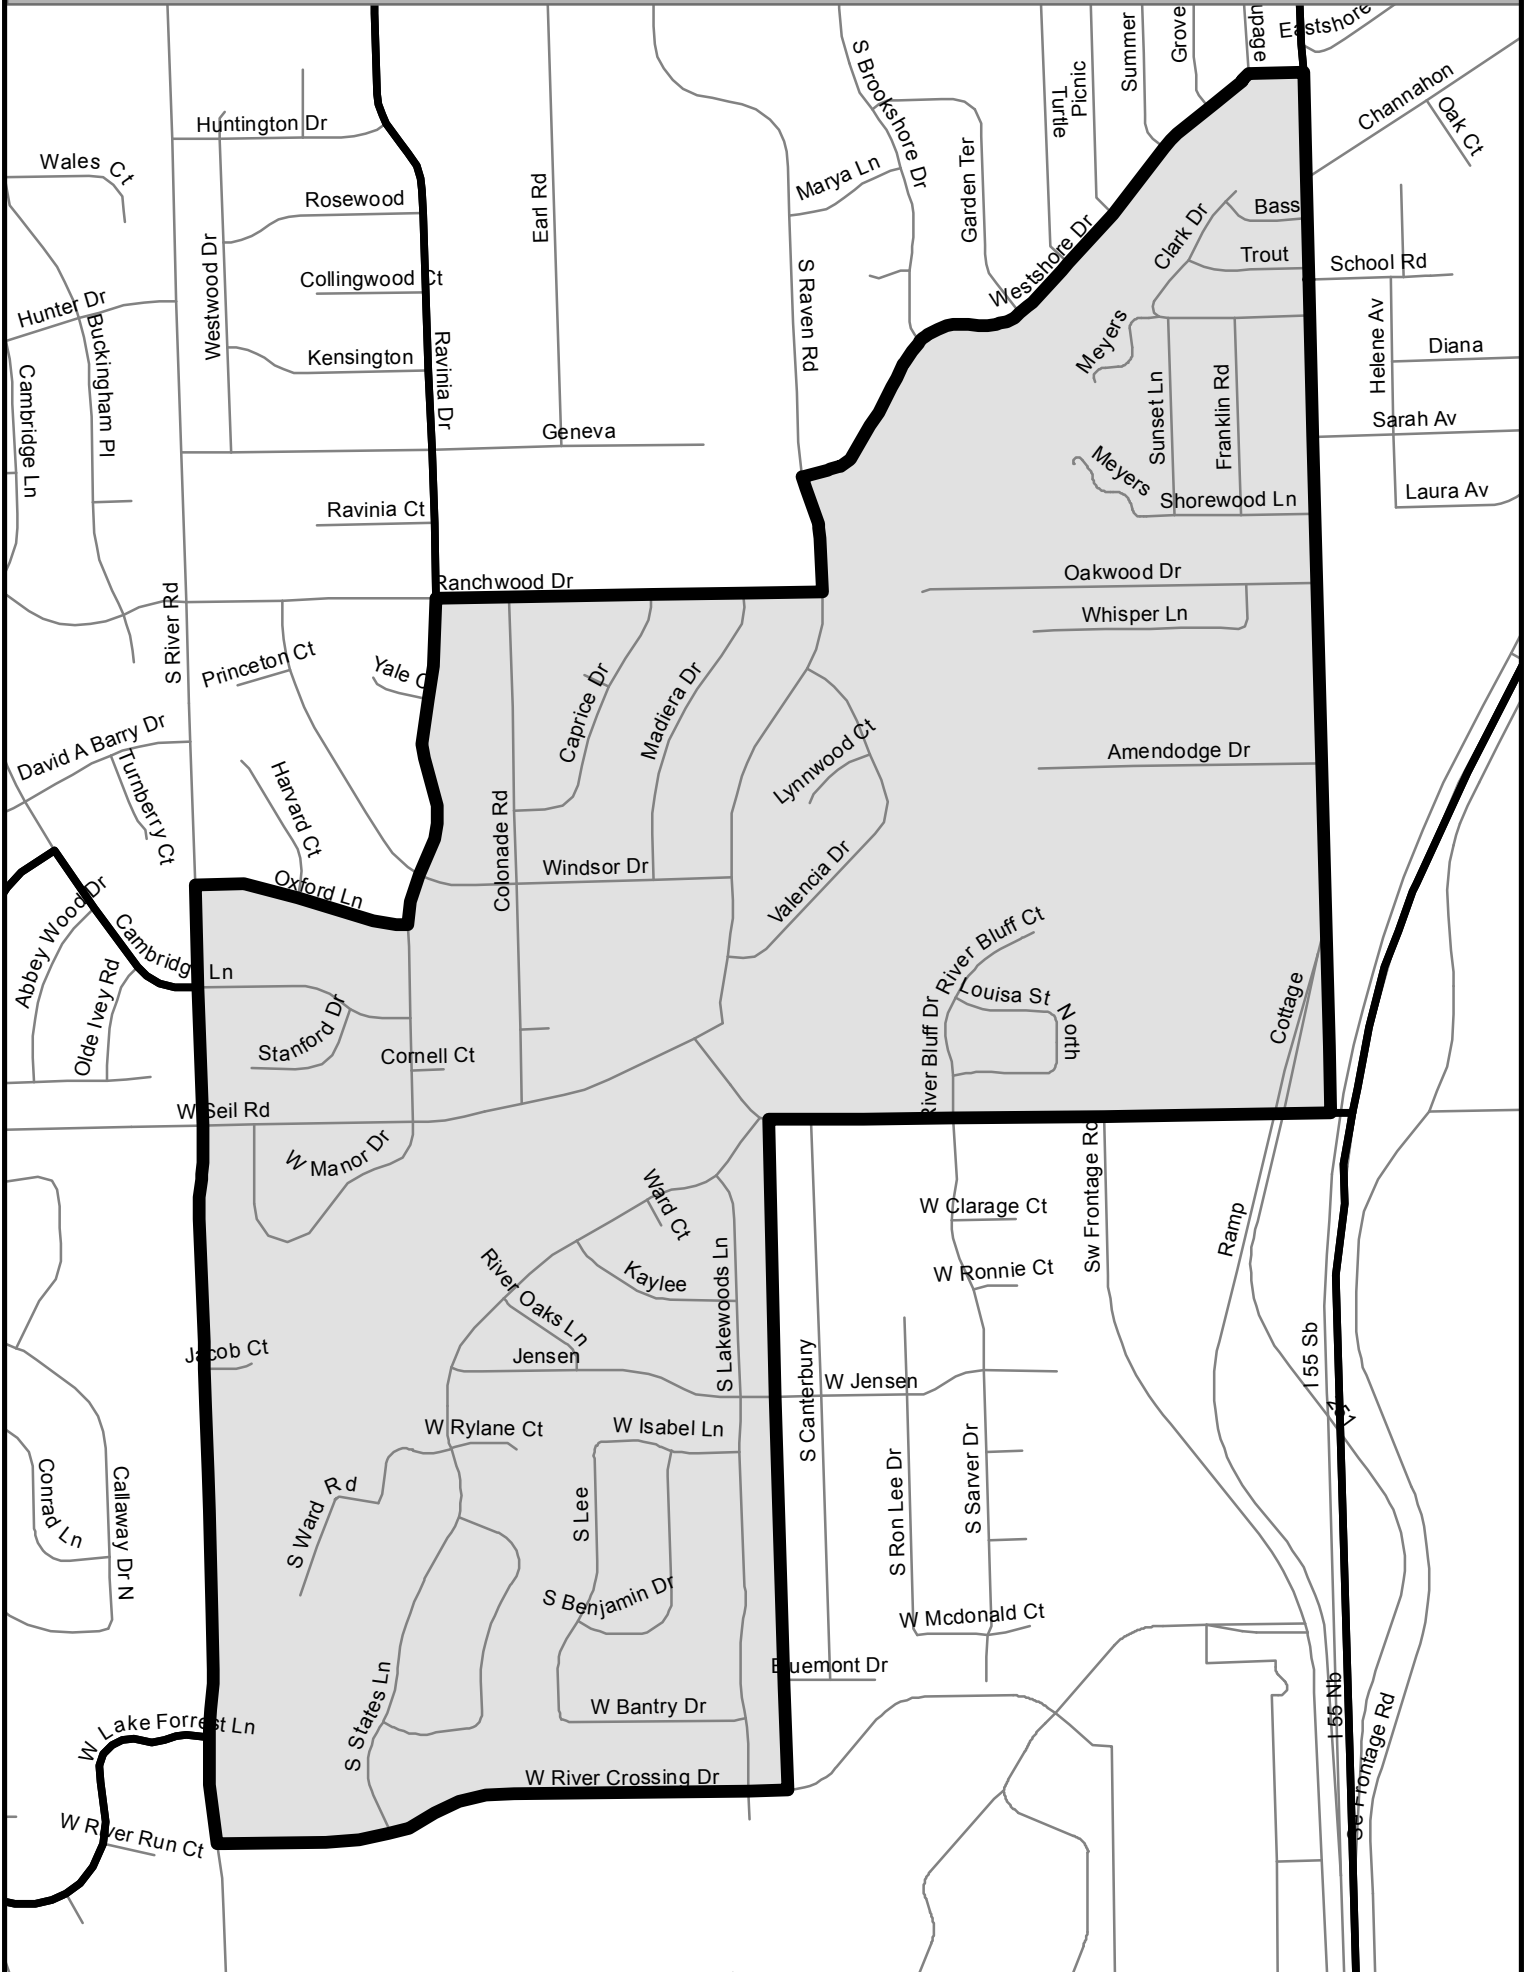 upage
Eastshore
Grove
Summer
Picnic
Turtle
S Brookshore Dr
Channahon
Oak Ct
Huntington Dr
Wales Ct
Marya Ln
Garden Ter
Earl Rd
Rosewood
Bass
Clark Dr
Trout
School Rd
Westwood Dr
Collingwood Ct
Westshore Dr
S Raven Rd
Hunter Dr
Buckingham Pl
Kensington
Ravinia Dr
Meyers
Helene Av
Diana
Cambridge Ln
Sunset Ln
Franklin Rd
Geneva
Sarah Av
Meyers
Shorewood Ln
Laura Av
Ravinia Ct
Ranchwood Dr
Oakwood Dr
Whisper Ln
S River Rd
Princeton Ct
Yale C
Caprice Dr
Madiera Dr
David A Barry Dr
Turnberry Ct
Lynnwood Ct
Amendodge Dr
Harvard Ct
Colonade Rd
Windsor Dr
Valencia Dr
Oxford Ln
Abbey Wood Dr
Cambridg Ln
Olde Ivey Rd
River Bluff Ct
Louisa St
North
River Bluff Dr
Cottage
Stanford Dr
Cornell Ct
W Seil Rd
W Manor Dr
Ward Ct
W Clarage Ct
Sw Frontage Rd
Ramp
W Ronnie Ct
River Oaks Ln
Kaylee
S Lakewoods Ln
Jacob Ct
Jensen
S Canterbury
W Jensen
I 55 Sb
251
W Rylane Ct
W Isabel Ln
Conrad Ln
Callaway Dr N
S Ward Rd
S Lee
S Ron Lee Dr
S Sarver Dr
S Benjamin Dr
W Mcdonald Ct
Bluemont Dr
S States Ln
W Bantry Dr
I 55 Nb
Se Frontage Rd
W Lake Forrest Ln
W River Crossing Dr
W River Run Ct